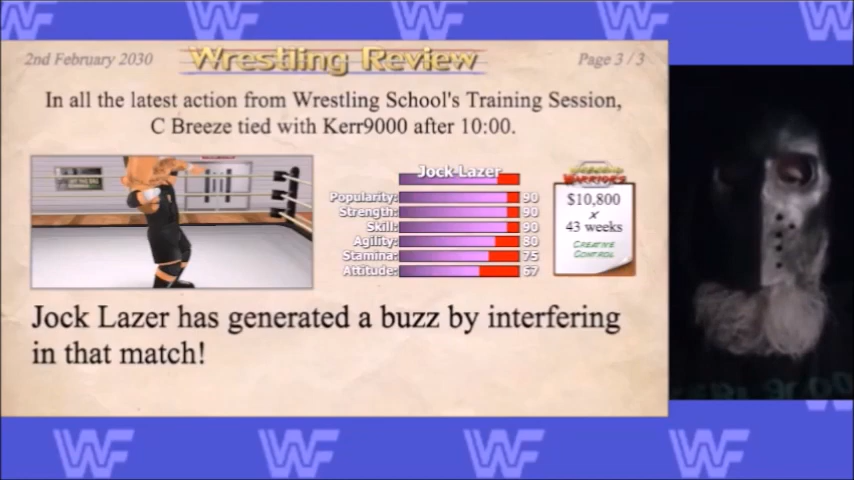 2nd February 2030
Wrestling Review
Page 3 / 3
In all the latest action from Wrestling School's Training Session,
C Breeze tied with Kerr9000 after 10:00.
Jock Lazer
Popularity: 90
Strength: 90
Skill: 90
Agility: 80
Stamina: 75
Attitude: 67
WARRIORS
$10,800
x
43 weeks
CREATIVE
CONTROL
Jock Lazer has generated a buzz by interfering
in that match!